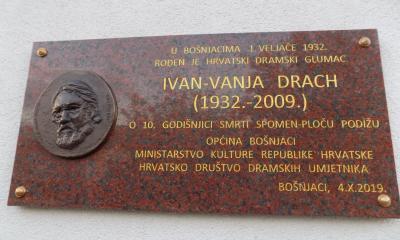 U BOŠNJACIMA 1. VELJAČE 1932.
ROĐEN JE HRVATSKI DRAMSKI GLUMAC
IVAN-VANJA DRACH
(1932.-2009.)
O 10. GODIŠNJICI SMRTI SPOMEN-PLOČU PODIŽU
OPĆINA BOŠNJACI
MINISTARSTVO KULTURE REPUBLIKE HRVATSKE
HRVATSKO DRUŠTVO DRAMSKIH UMJETNIKA
BOŠNJACI, 4.X.2019.